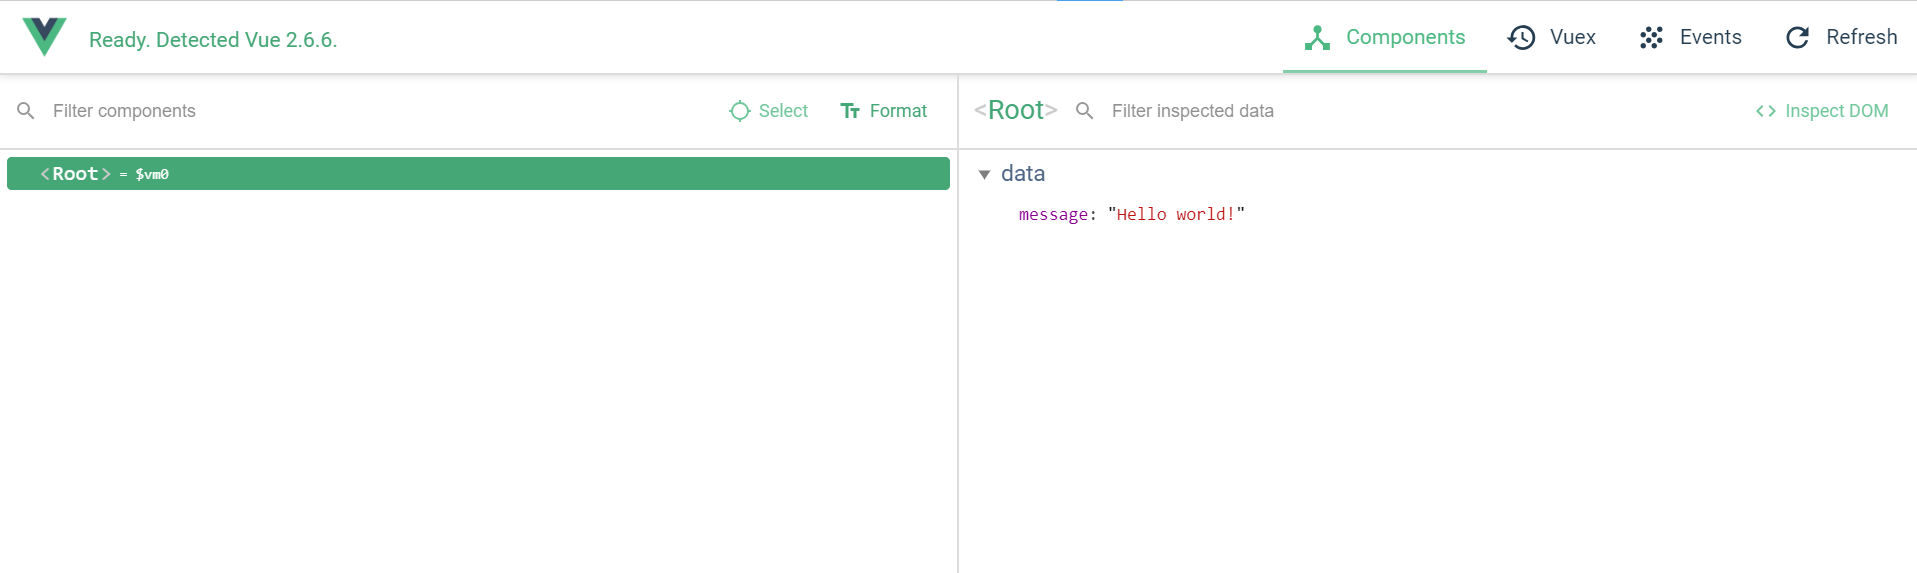 Ready. Detected Vue 2.6.6.
Components
Vuex
Events
Refresh
Filter components
Select
Format
<Root>
Filter inspected data
Inspect DOM
<Root> = $vm0
data
message: "Hello world!"